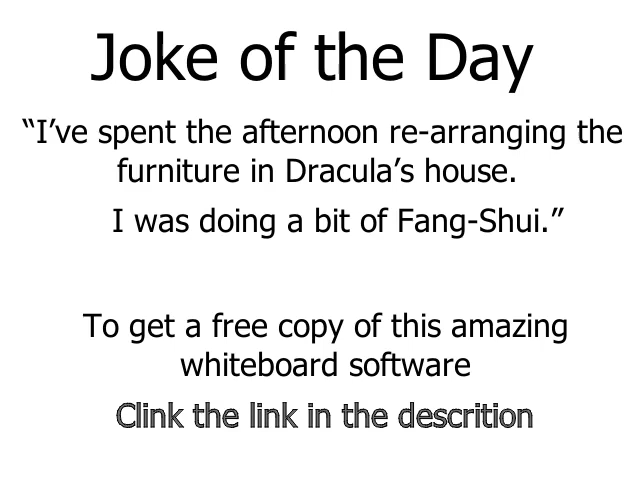 Joke of the Day
“I’ve spent the afternoon re-arranging the
furniture in Dracula’s house.
I was doing a bit of Fang-Shui.”
To get a free copy of this amazing
whiteboard software
Clink the link in the descrition